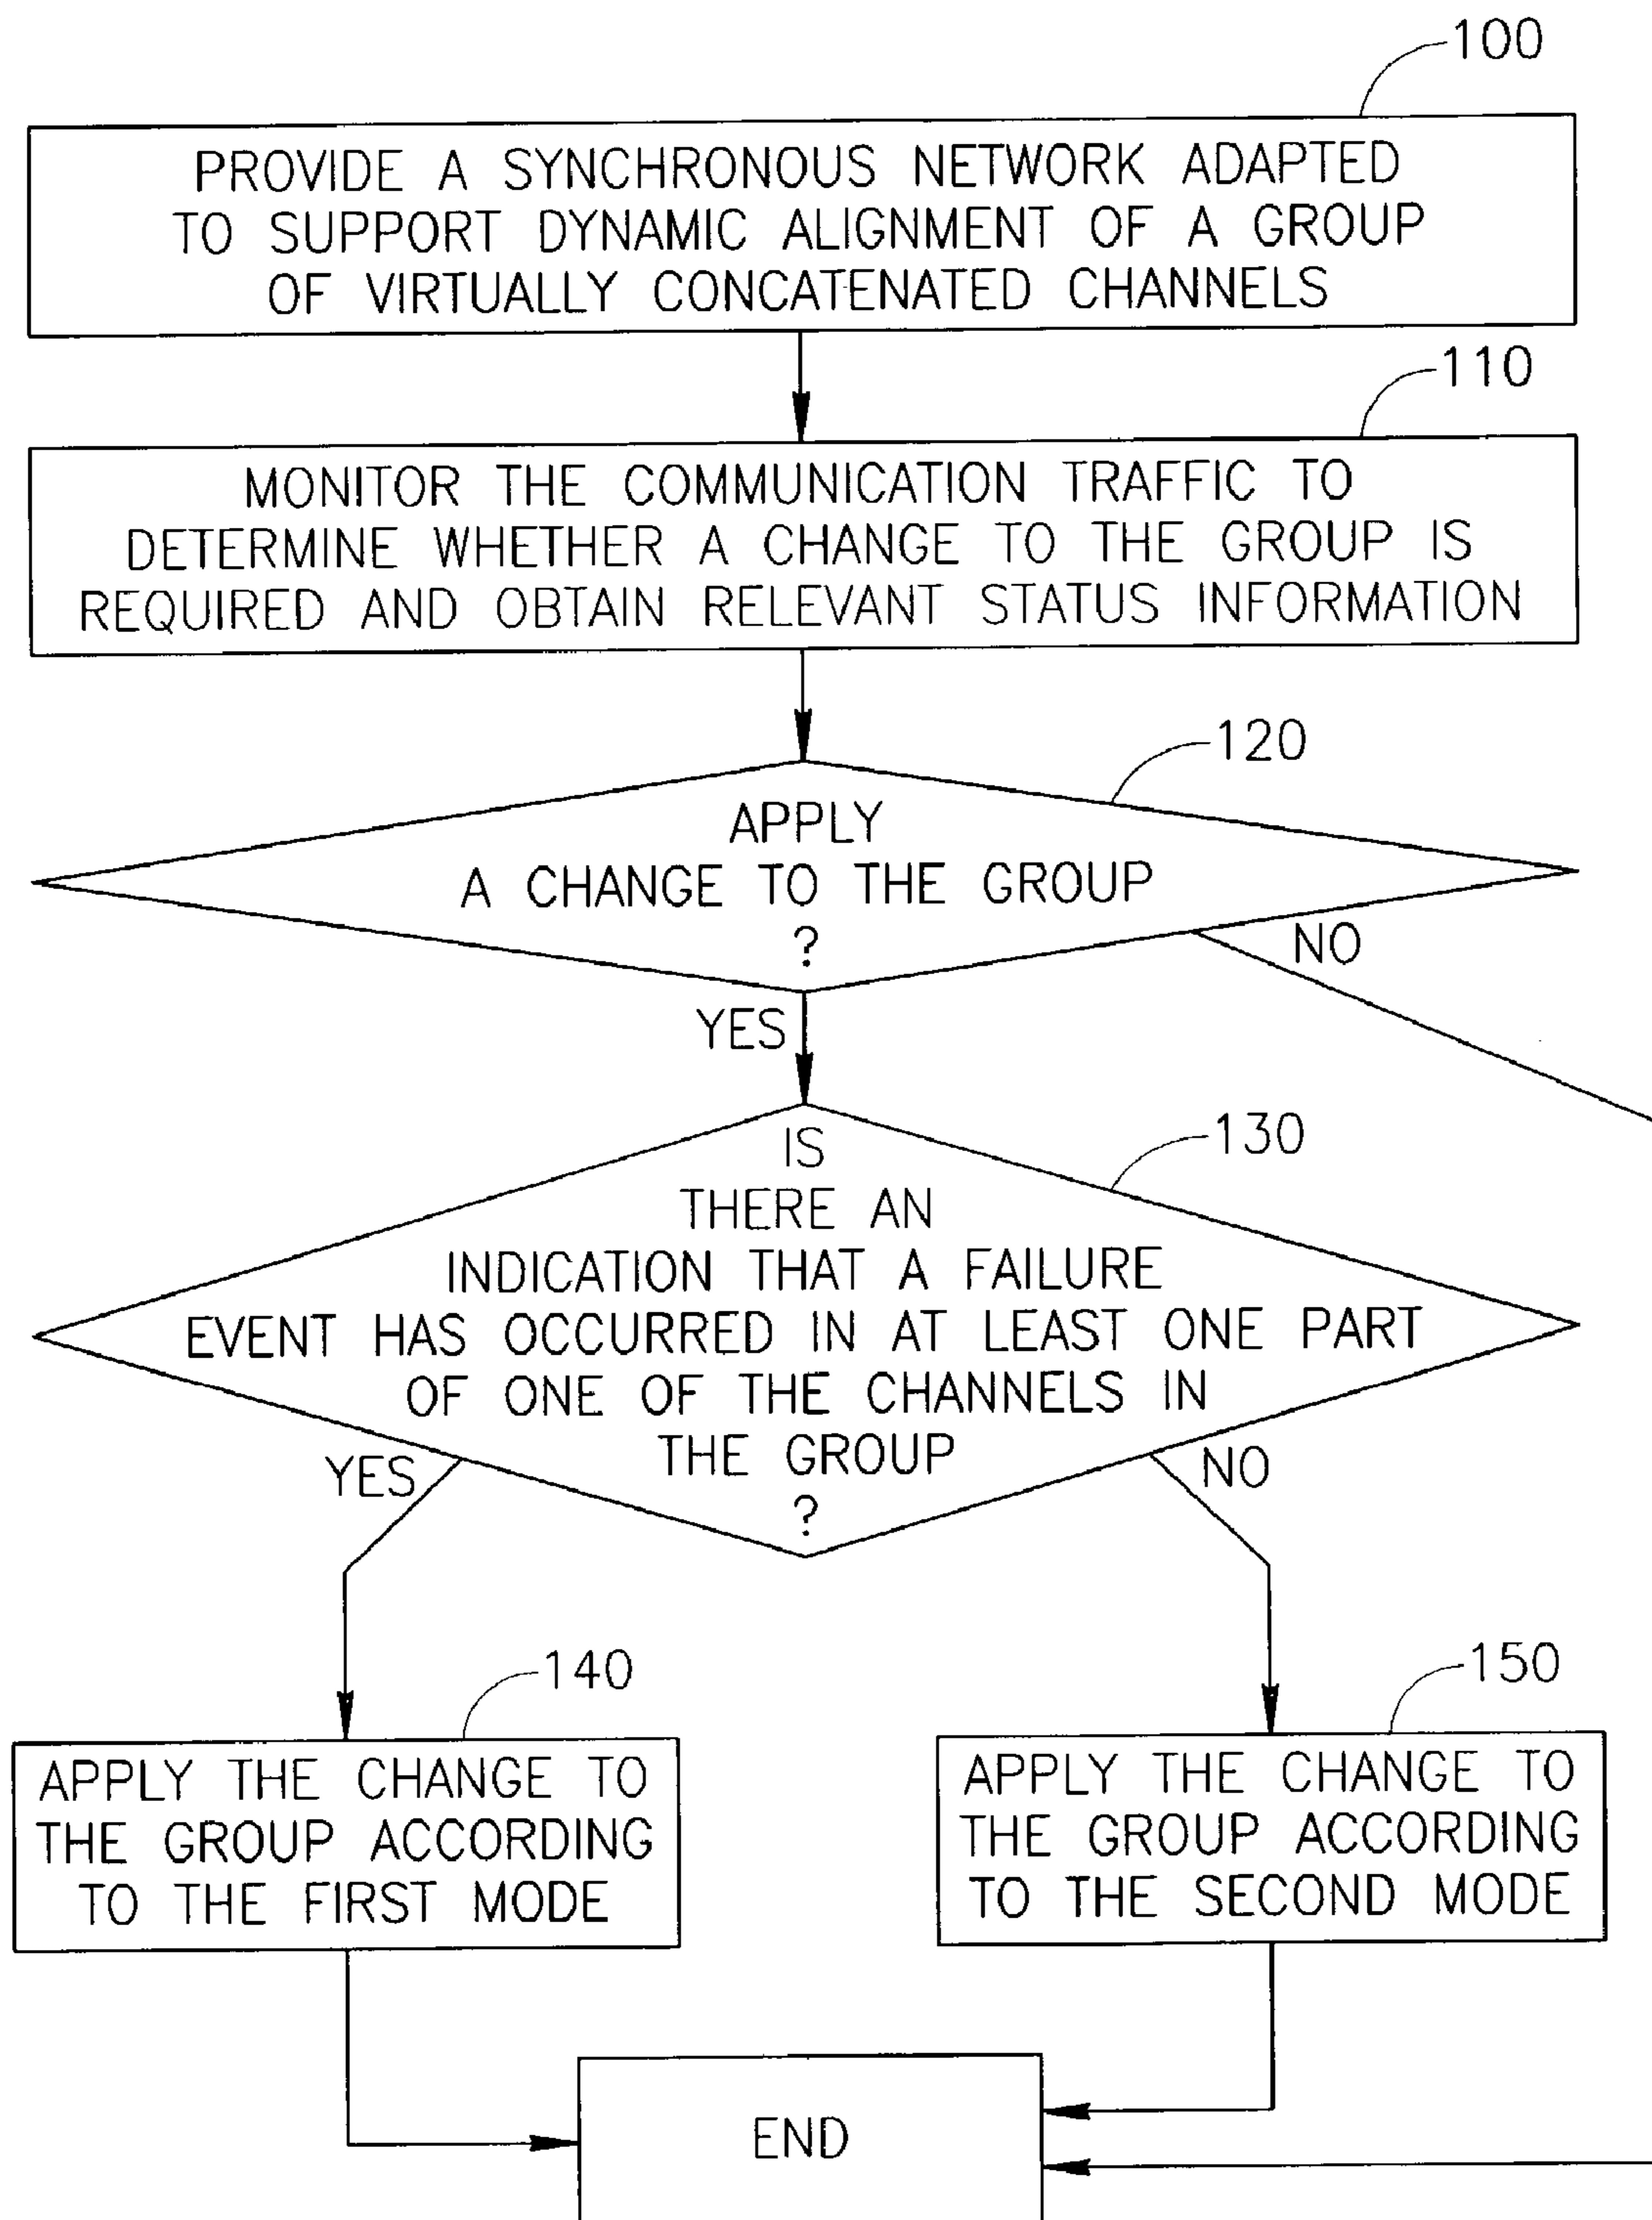 100
PROVIDE A SYNCHRONOUS NETWORK ADAPTED
TO SUPPORT DYNAMIC ALIGNMENT OF A GROUP
OF VIRTUALLY CONCATENATED CHANNELS
110
MONITOR THE COMMUNICATION TRAFFIC TO
DETERMINE WHETHER A CHANGE TO THE GROUP IS
REQUIRED AND OBTAIN RELEVANT STATUS INFORMATION
120
APPLY
A CHANGE TO THE GROUP
?
NO
YES
130
IS
THERE AN
INDICATION THAT A FAILURE
EVENT HAS OCCURRED IN AT LEAST ONE PART
OF ONE OF THE CHANNELS IN
THE GROUP
?
YES
NO
140
APPLY THE CHANGE TO
THE GROUP ACCORDING
TO THE FIRST MODE
150
APPLY THE CHANGE TO
THE GROUP ACCORDING
TO THE SECOND MODE
END